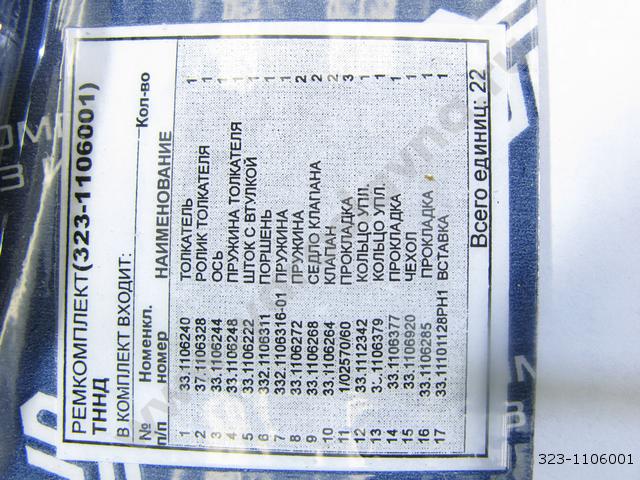 РЕМКОМПЛЕКТ(323-1106001)
ТННД
В КОМПЛЕКТ ВХОДИТ:
№ п/п Номенкл. номер НАИМЕНОВАНИЕ Кол-во
1 33.1106240 ТОЛКАТЕЛЬ 1
2 37.1106328 РОЛИК ТОЛКАТЕЛЯ 1
3 33.1106244 ОСЬ 1
4 33.1106248 ПРУЖИНА ТОЛКАТЕЛЯ 1
5 33.1106222 ШТОК С ВТУЛКОЙ 1
6 332.1106311 ПОРШЕНЬ 1
7 332.1106316-01 ПРУЖИНА 1
8 33.1106272 ПРУЖИНА 2
9 33.1106268 СЕДЛО КЛАПАНА 2
10 33.1106264 КЛАПАН 2
11 1/02570/60 ПРОКЛАДКА 3
12 33.1112342 КОЛЬЦО УПЛ. 1
13 1106379 КОЛЬЦО УПЛ. 1
14 33.1106377 ПРОКЛАДКА 1
15 33.1106920 ЧЕХОЛ 1
16 33.1106285 ПРОКЛАДКА 1
17 33.11101128РН1 ВСТАВКА 1
Всего единиц: 22
323-1106001